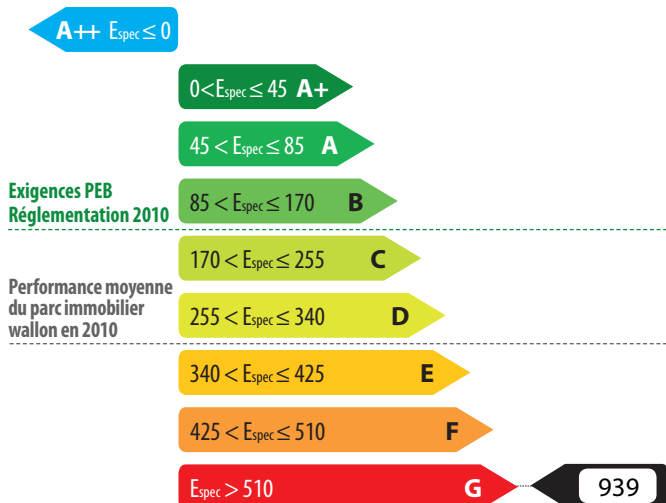 A++ Espec ≤ 0
0 < Espec ≤ 45 A+
45 < Espec ≤ 85 A
Exigences PEB
Réglementation 2010
85 < Espec ≤ 170 B
170 < Espec ≤ 255 C
Performance moyenne
du parc immobilier
wallon en 2010
255 < Espec ≤ 340 D
340 < Espec ≤ 425 E
425 < Espec ≤ 510 F
Espec > 510 G
939